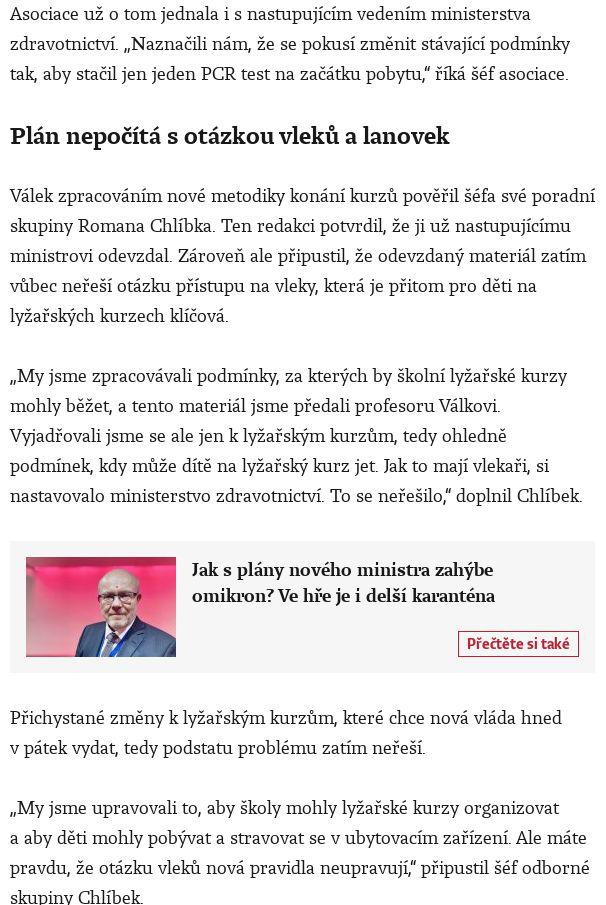 Asociace už o tom jednala i s nastupujícím vedením ministerstva
zdravotnictví. „Naznačili nám, že se pokusí změnit stávající podmínky
tak, aby stačil jen jeden PCR test na začátku pobytu,“ říká šéf asociace.
Plán nepočítá s otázkou vleků a lanovek
Válek zpracováním nové metodiky konání kurzů pověřil šéfa své poradní
skupiny Romana Chlíbka. Ten redakci potvrdil, že ji už nastupujícímu
ministrovi odevzdal. Zároveň ale připustil, že odevzdaný materiál zatím
vůbec neřeší otázku přístupu na vleky, která je přitom pro děti na
lyžařských kurzech klíčová.
„My jsme zpracovávali podmínky, za kterých by školní lyžařské kurzy
mohly běžet, a tento materiál jsme předali profesoru Válkovi.
Vyjadřovali jsme se ale jen k lyžařským kurzům, tedy ohledně
podmínek, kdy může dítě na lyžařský kurz jet. Jak to mají vlekaři, si
nastavovalo ministerstvo zdravotnictví. To se neřešilo,“ doplnil Chlíbek.
Jak s plány nového ministra zahýbe
omikron? Ve hře je i delší karanténa
Přečtěte si také
Přichystané změny k lyžařským kurzům, které chce nová vláda hned
v pátek vydat, tedy podstatu problému zatím neřeší.
„My jsme upravovali to, aby školy mohly lyžařské kurzy organizovat
a aby děti mohly pobývat a stravovat se v ubytovacím zařízení. Ale máte
pravdu, že otázku vleků nová pravidla neupravují,“ připustil šéf odborné
skupiny Chlíbek.